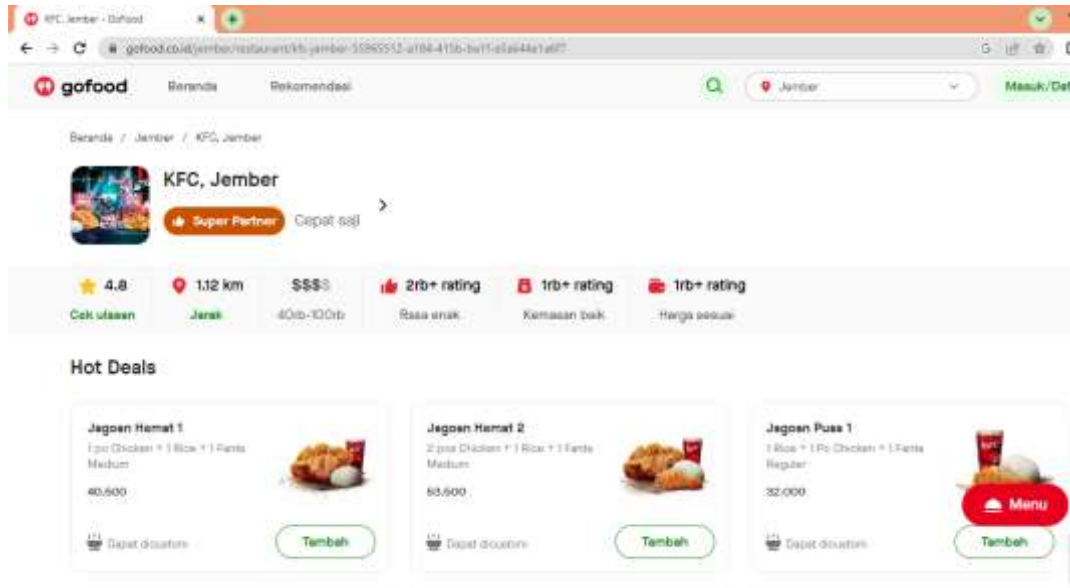 KFC, Jember - GoFood
gofood.co.id/jember/restaurant/kfc-jember-
gofood
Beranda
Rekomendasi
Jember
Masuk/Daf
Beranda / Jember / KFC, Jember
KFC, Jember
Super Partner
Cepat saji
4.8
1.12 km
$$$$
2rb+ rating
1rb+ rating
1rb+ rating
Cek ulasan
Jarak
40rb-100rb
Rasa enak
Kemasan baik
Harga sesuai
Hot Deals
Jagoan Hemat 1
1 pc Chicken + 1 Rice + 1 Fanta
Medium
40.500
Dapat dicustom
Tambah
Jagoan Hemat 2
2 pcs Chicken + 1 Rice + 1 Fanta
Medium
53.500
Dapat dicustom
Tambah
Jagoan Puas 1
1 Rice + 1 Pc Chicken + 1 Fanta
Reguler
32.000
Menu
Dapat dicustom
Tambah